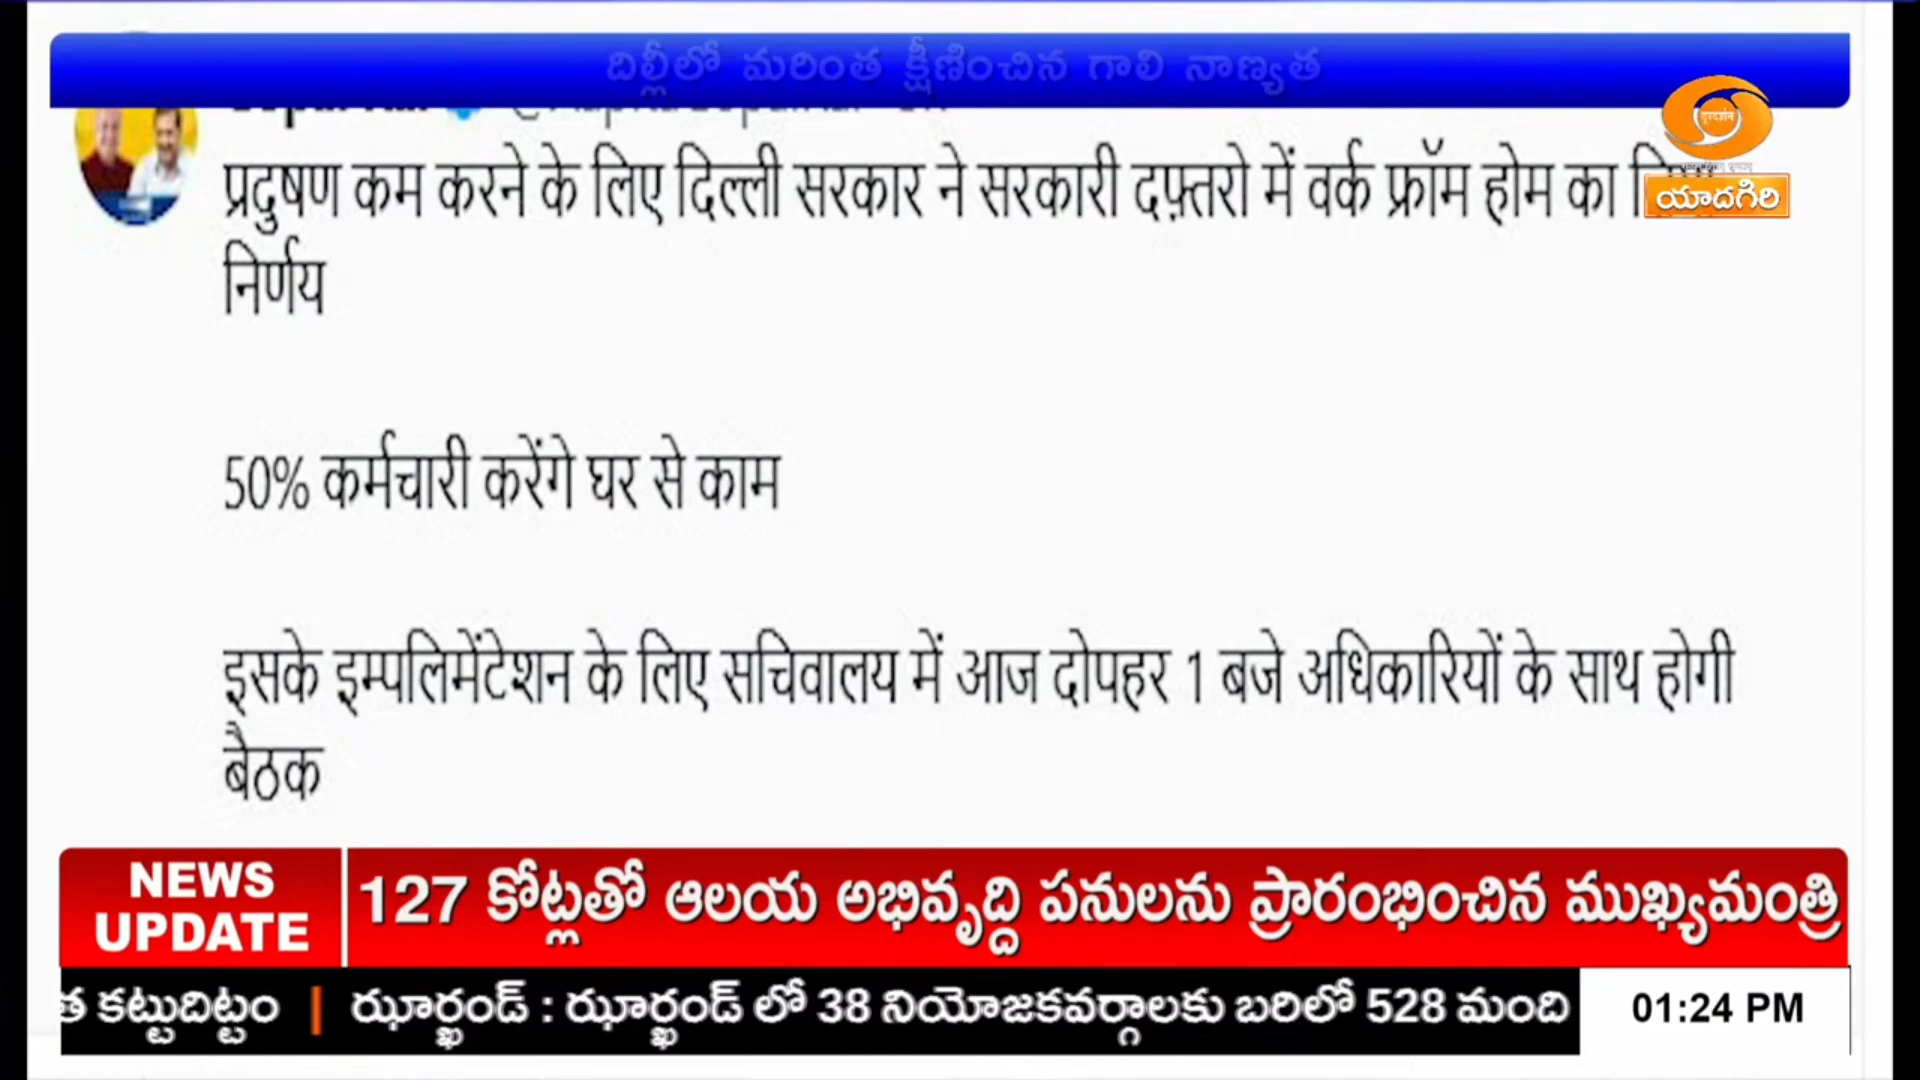 దిల్లీలో మరింత క్షీణించిన గాలి నాణ్యత
दूरदर्शन
యాదగిరి
प्रदुषण कम करने के लिए दिल्ली सरकार ने सरकारी दफ़्तरो में वर्क फ्रॉम होम का
निर्णय
50% कर्मचारी करेंगे घर से काम
इसके इम्पलिमेंटेशन के लिए सचिवालय में आज दोपहर 1 बजे अधिकारियों के साथ होगी
बैठक
NEWS
UPDATE
127 కోట్లతో ఆలయ అభివృద్ది పనులను ప్రారంభించిన ముఖ్యమంత్రి
త కట్టుదిట్టం | ఝార్ఖండ్ : ఝార్ఖండ్ లో 38 నియోజకవర్గాలకు బరిలో 528 మంది
01:24 PM